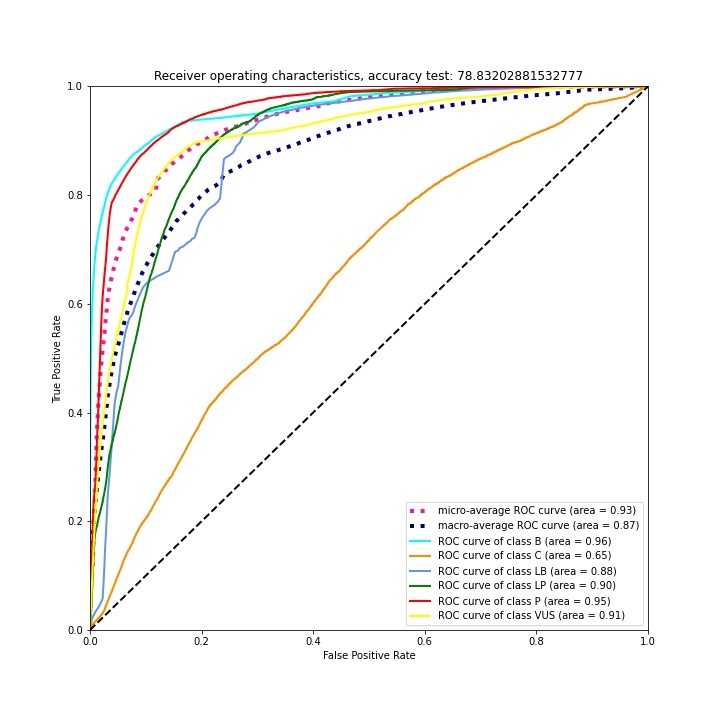 Receiver operating characteristics, accuracy test: 78.83202881532777
1.0
0.8
0.6
0.4
0.2
0.0
True Positive Rate
micro-average ROC curve (area = 0.93)
macro-average ROC curve (area = 0.87)
ROC curve of class B (area = 0.96)
ROC curve of class C (area = 0.65)
ROC curve of class LB (area = 0.88)
ROC curve of class LP (area = 0.90)
ROC curve of class P (area = 0.95)
ROC curve of class VUS (area = 0.91)
0.0 0.2 0.4 0.6 0.8 1.0
False Positive Rate